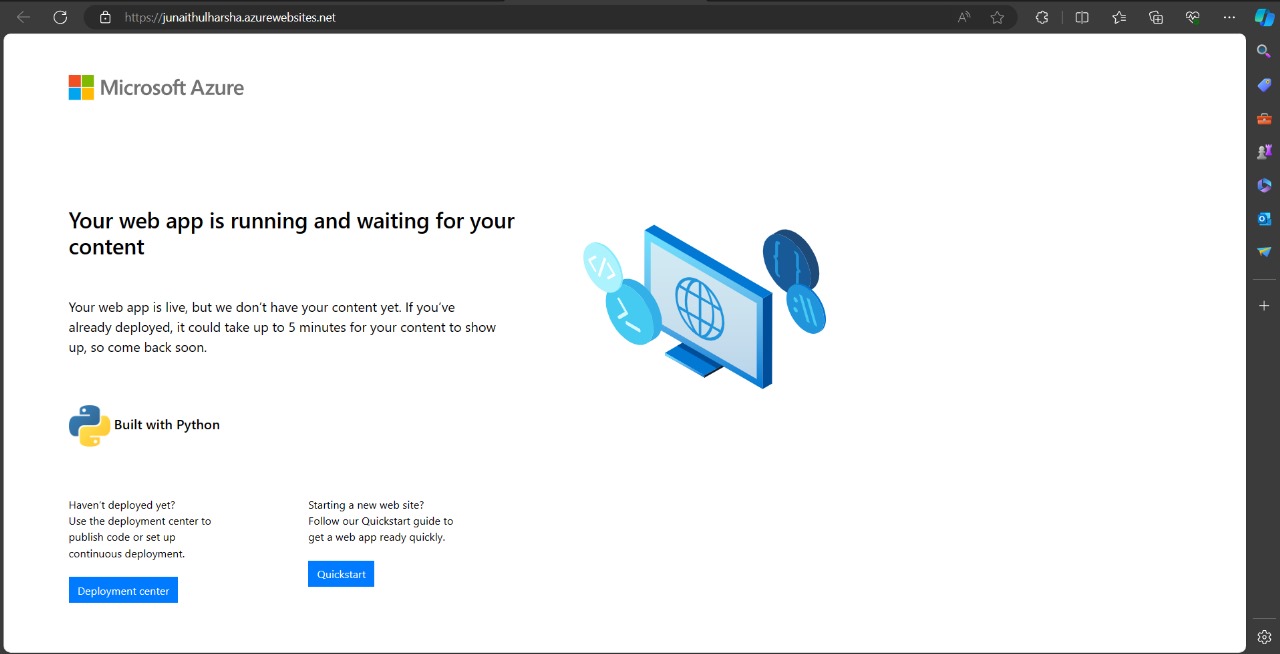 https://junaithulharsha.azurewebsites.net
Microsoft Azure
Your web app is running and waiting for your
content
Your web app is live, but we don't have your content yet. If you've
already deployed, it could take up to 5 minutes for your content to show
up, so come back soon.
Built with Python
Haven't deployed yet?
Use the deployment center to
publish code or set up
continuous deployment.
Deployment center
Starting a new web site?
Follow our Quickstart guide to
get a web app ready quickly.
Quickstart